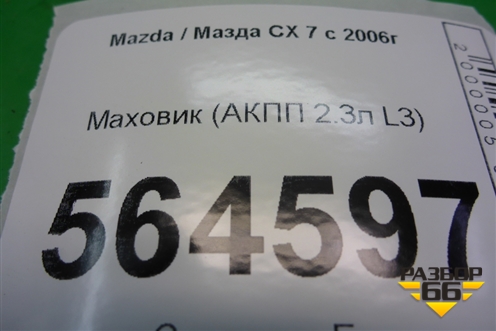 Mazda / Мазда CX 7 с 2006г
Маховик (АКПП 2.3л L3)
564597
РАЗБОР
66